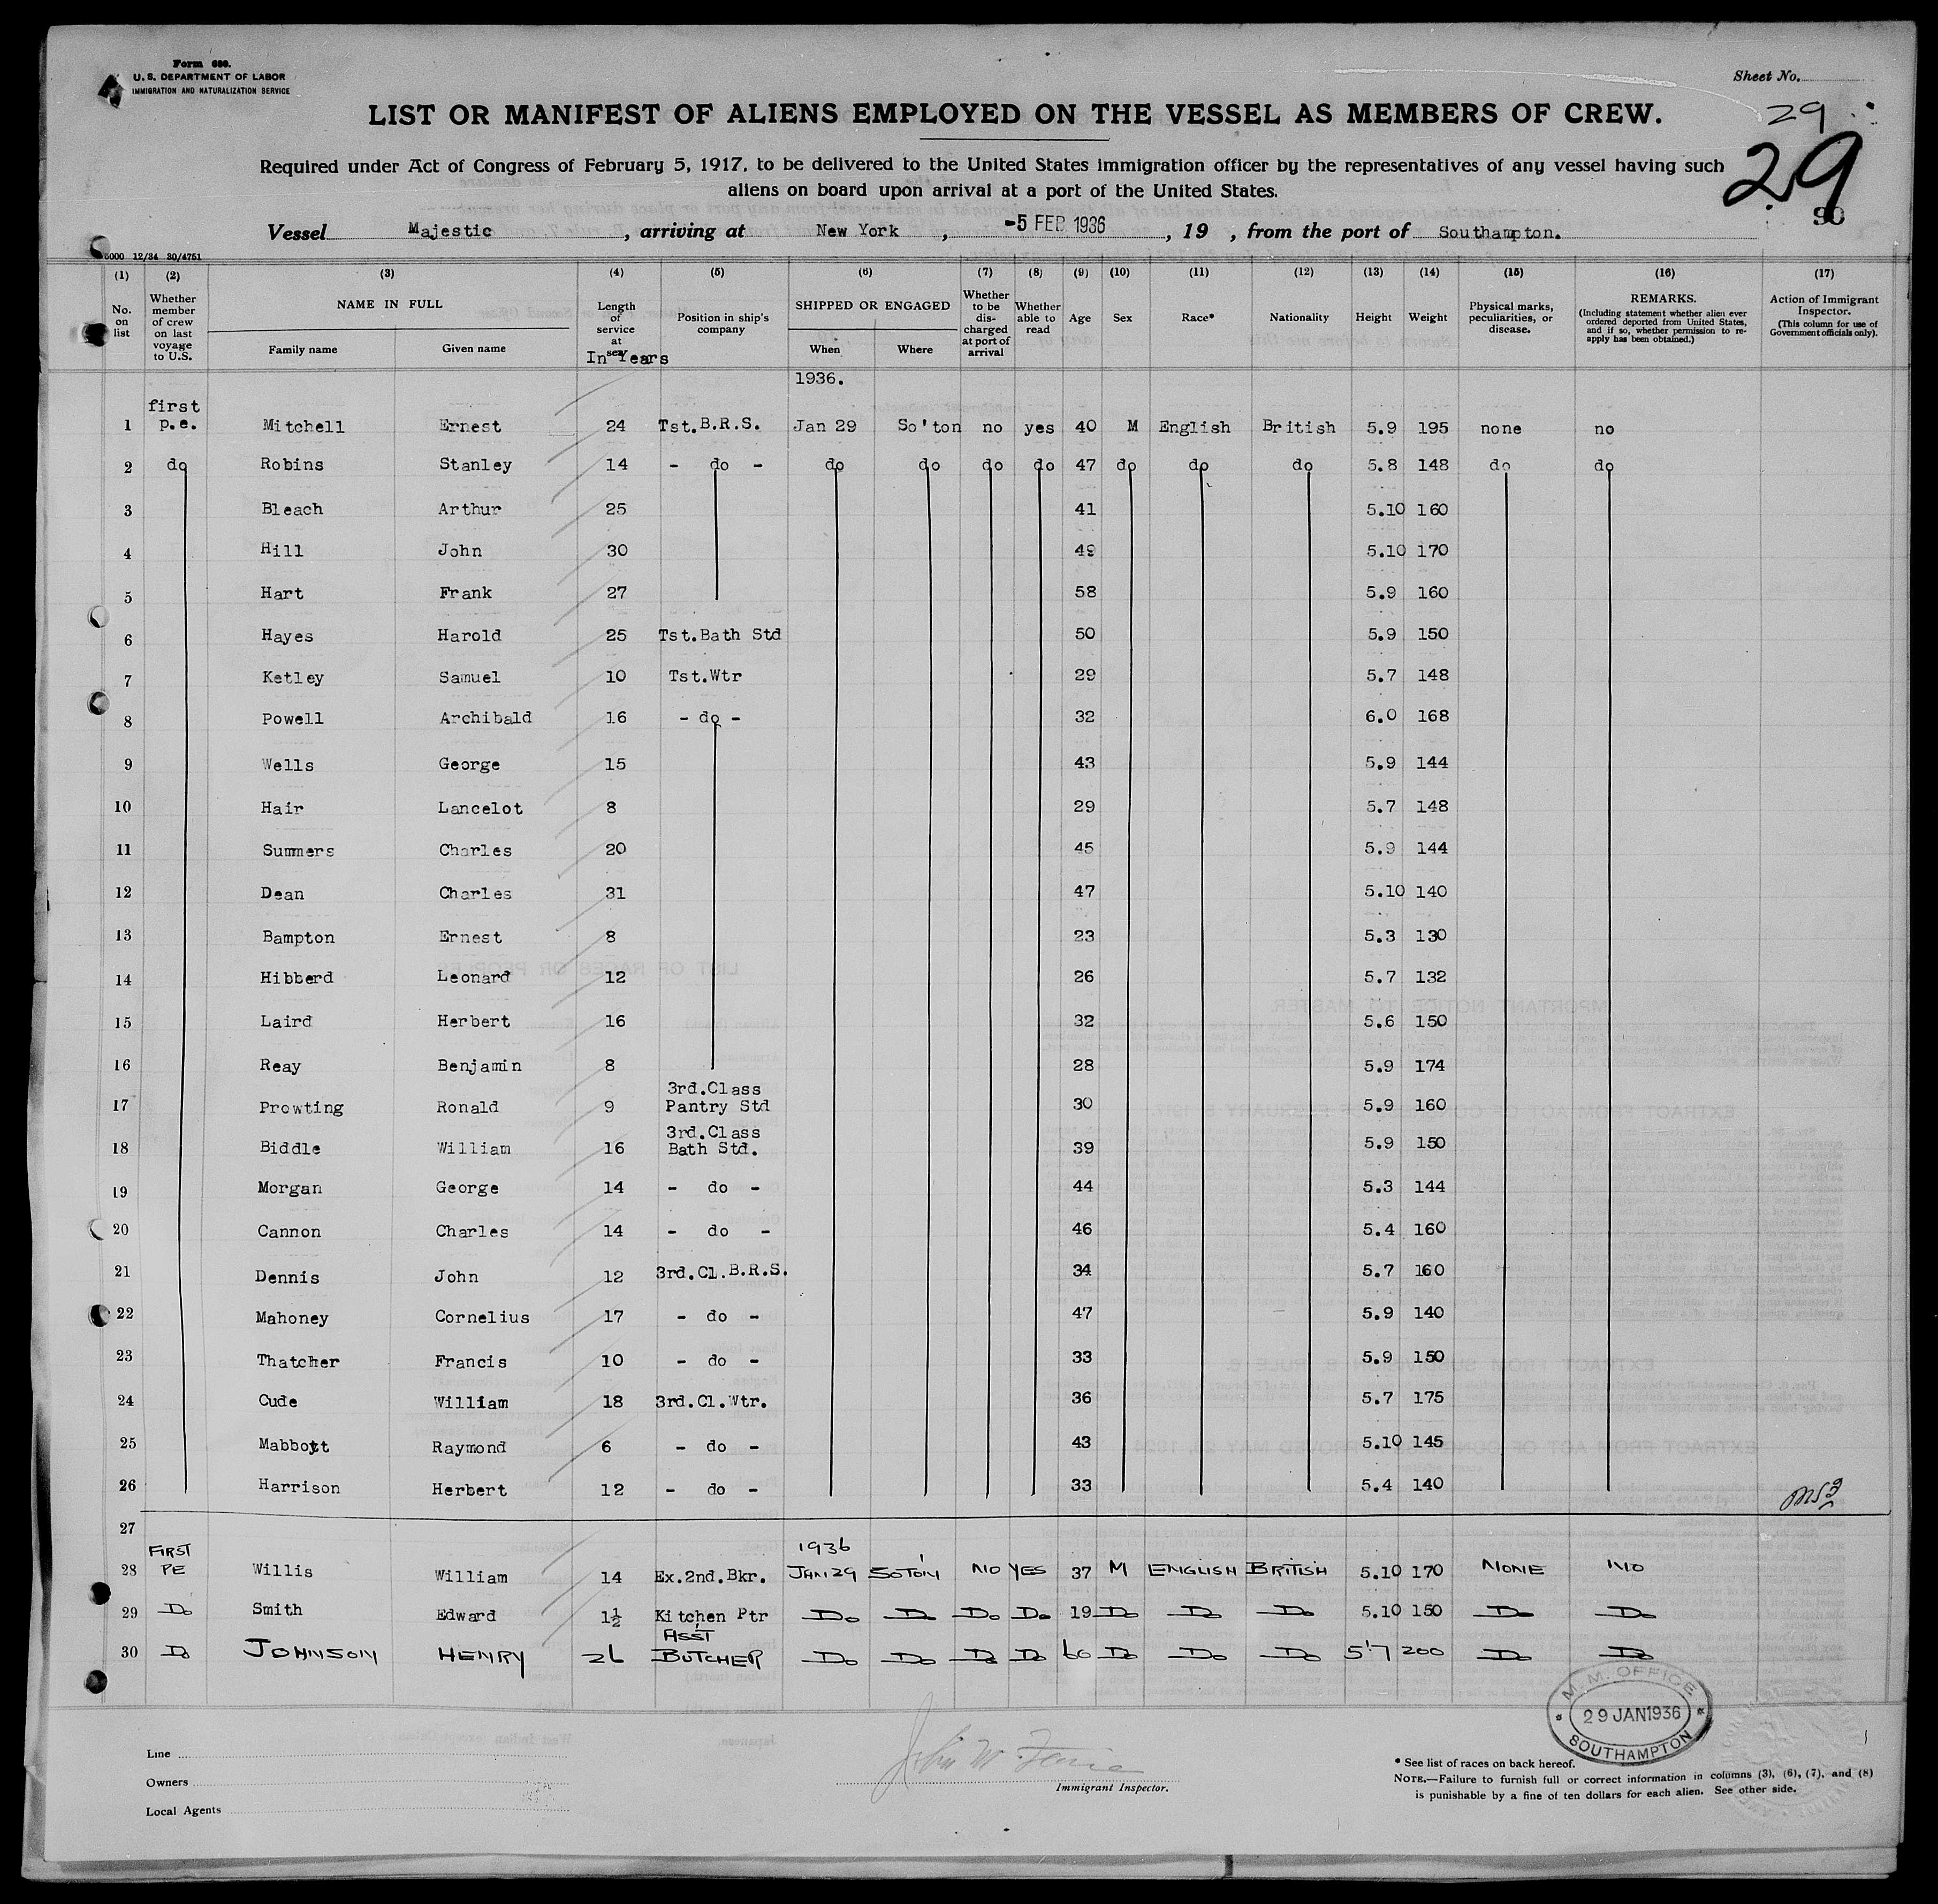 Form 680.
U. S. DEPARTMENT OF LABOR
IMMIGRATION AND NATURALIZATION SERVICE
Sheet No.
29
29
90
LIST OR MANIFEST OF ALIENS EMPLOYED ON THE VESSEL AS MEMBERS OF CREW.
Required under Act of Congress of February 5, 1917, to be delivered to the United States immigration officer by the representatives of any vessel having such
aliens on board upon arrival at a port of the United States.
Vessel Majestic, arriving at New York, -5 FEB 1936, 19 , from the port of Southampton.
6000 12/34 30/4751
(1) (2) (3) (4) (5) (6) (7) (8) (9) (10) (11) (12) (13) (14) (15) (16) (17)
No. on list Whether member of crew on last voyage to U.S. NAME IN FULL Family name Given name Length of service at sea In Years Position in ship's company SHIPPED OR ENGAGED When Where Whether to be discharged at port of arrival Whether able to read Age Sex Race* Nationality Height Weight Physical marks, peculiarities, or disease. REMARKS. (Including statement whether alien ever ordered deported from United States, and if so, whether permission to re-apply has been obtained.) Action of Immigrant Inspector. (This column for use of Government officials only).
1936.
first
1 p.e. Mitchell Ernest 24 Tst.B.R.S. Jan 29 So'ton no yes 40 M English British 5.9 195 none no
2 do Robins Stanley 14 - do - do do do do 47 do do do 5.8 148 do do
3 Bleach Arthur 25 41 5.10 160
4 Hill John 30 49 5.10 170
5 Hart Frank 27 58 5.9 160
6 Hayes Harold 25 Tst.Bath Std 50 5.9 150
7 Ketley Samuel 10 Tst.Wtr 29 5.7 148
8 Powell Archibald 16 - do - 32 6.0 168
9 Wells George 15 43 5.9 144
10 Hair Lancelot 8 29 5.7 148
11 Summers Charles 20 45 5.9 144
12 Dean Charles 31 47 5.10 140
13 Bampton Ernest 8 23 5.3 130
14 Hibberd Leonard 12 26 5.7 132
15 Laird Herbert 16 32 5.6 150
16 Reay Benjamin 8 28 5.9 174
3rd.Class
17 Prowting Ronald 9 Pantry Std 30 5.9 160
3rd.Class
18 Biddle William 16 Bath Std. 39 5.9 150
19 Morgan George 14 - do - 44 5.3 144
20 Cannon Charles 14 - do - 46 5.4 160
21 Dennis John 12 3rd.Cl.B.R.S. 34 5.7 160
22 Mahoney Cornelius 17 - do - 47 5.9 140
23 Thatcher Francis 10 - do - 33 5.9 150
24 Cude William 18 3rd.Cl.Wtr. 36 5.7 175
25 Mabbott Raymond 6 - do - 43 5.10 145
26 Harrison Herbert 12 - do - 33 5.4 140
27
FIRST 1936
28 PE Willis William 14 Ex.2nd.Bkr. JAN 29 SO'TON NO YES 37 M ENGLISH BRITISH 5.10 170 NONE NO
29 Do Smith Edward 1½ Kitchen Ptr Do Do Do Do 19 Do Do Do 5.10 150 Do Do
ASST
30 Do JOHNSON HENRY 26 BUTCHER Do Do Do Do 60 Do Do Do 5'7 200 Do Do
M. M. OFFICE
29 JAN 1936
SOUTHAMPTON
Line
Owners
Local Agents
Immigrant Inspector.
* See list of races on back hereof.
NOTE.—Failure to furnish full or correct information in columns (3), (6), (7), and (8)
is punishable by a fine of ten dollars for each alien. See other side.